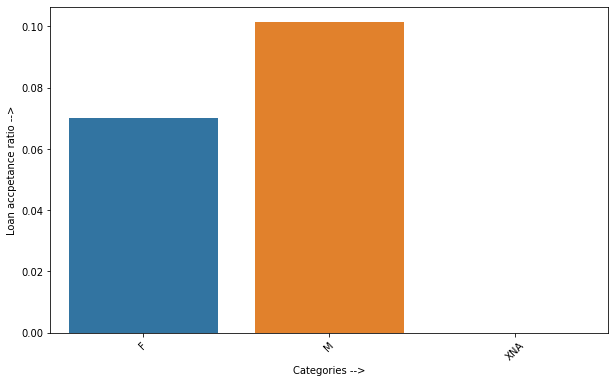 0.10
0.08
0.06
0.04
0.02
0.00
Loan accpetance ratio -->
F
M
XNA
Categories -->